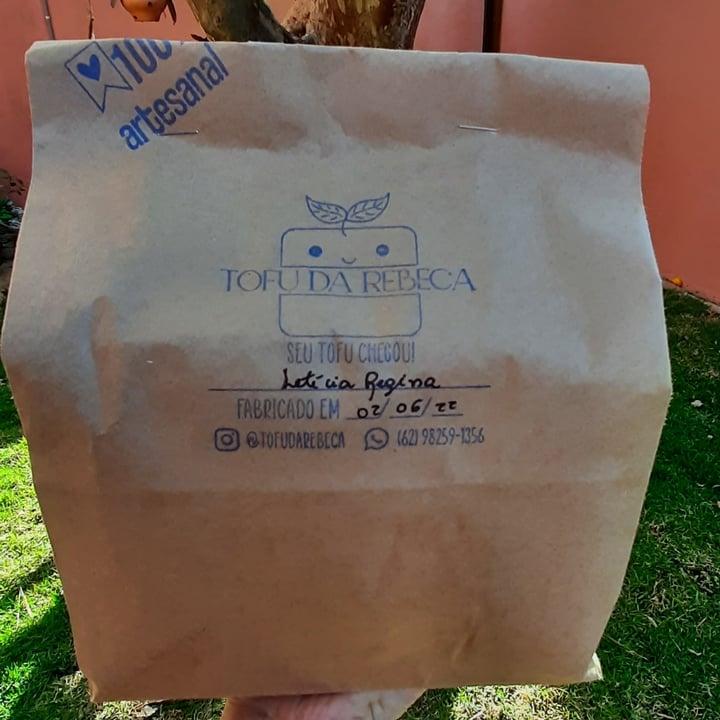 100
artesanal
TOFU DA REBECA
SEU TOFU CHEGOU!
Letícia Regina
FABRICADO EM 02/06/22
@TOFUDAREBECA (62) 98259-1356